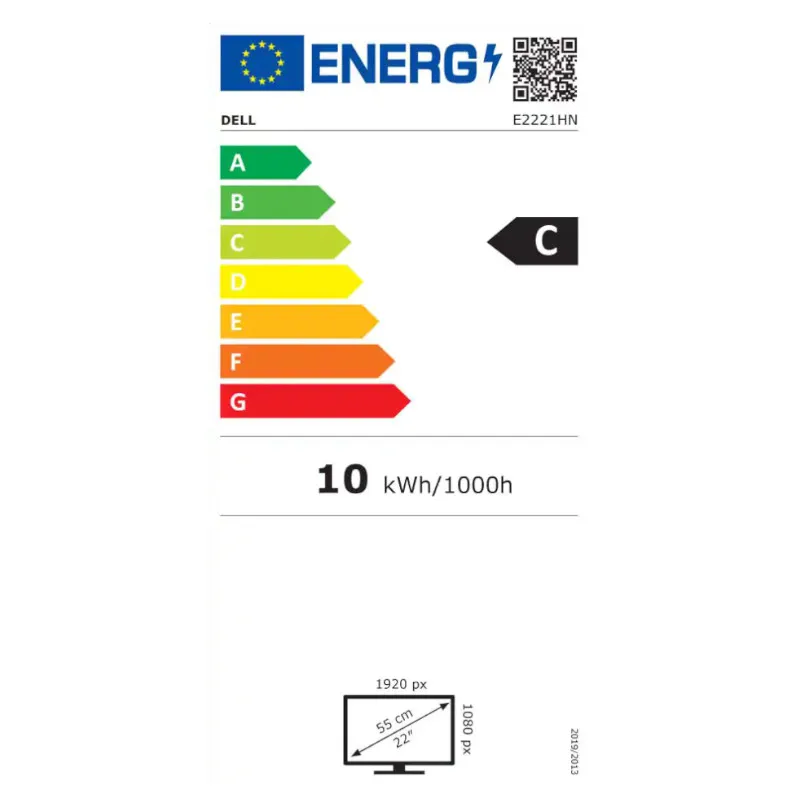 ENERG
DELL
E2221HN
A
B
C
C
D
E
F
G
10 kWh/1000h
1920 px
55 cm
22"
1080 px
2019/2013